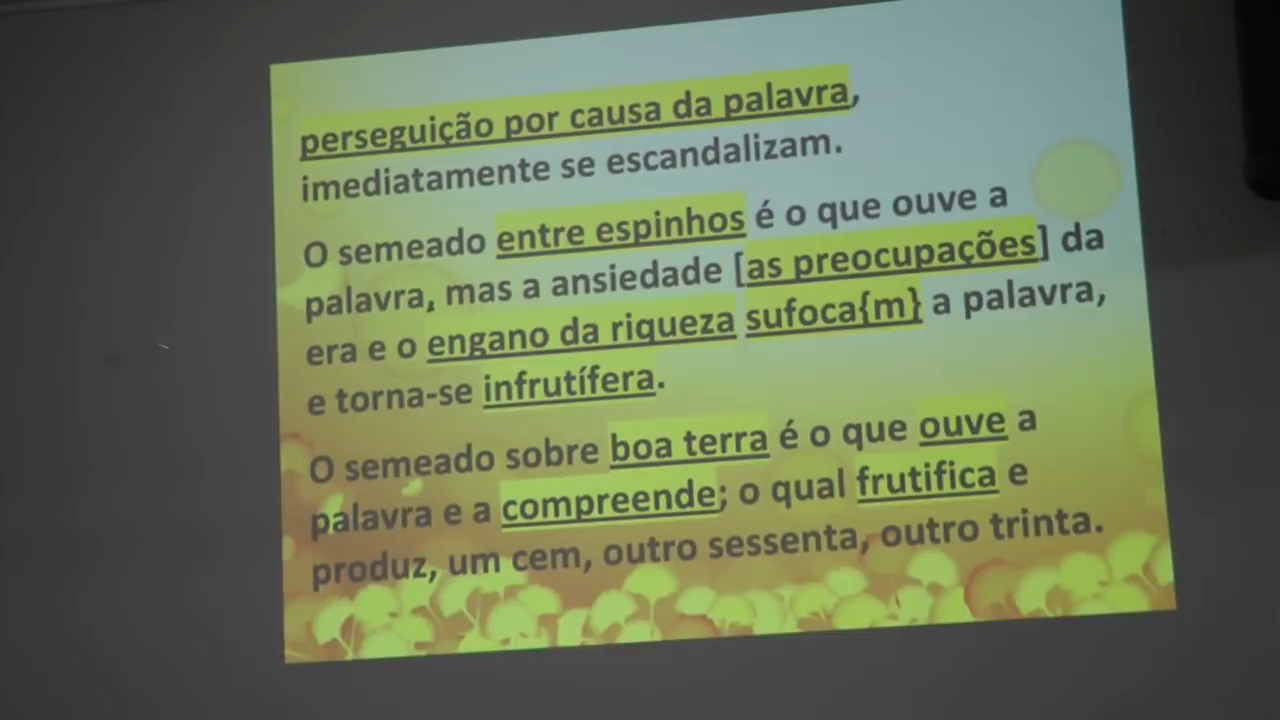 perseguição por causa da palavra,
imediatamente se escandalizam.
O semeado entre espinhos é o que ouve a
palavra, mas a ansiedade [as preocupações] da
era e o engano da riqueza sufoca{m} a palavra,
e torna-se infrutífera.
O semeado sobre boa terra é o que ouve a
palavra e a compreende; o qual frutifica e
produz, um cem, outro sessenta, outro trinta.